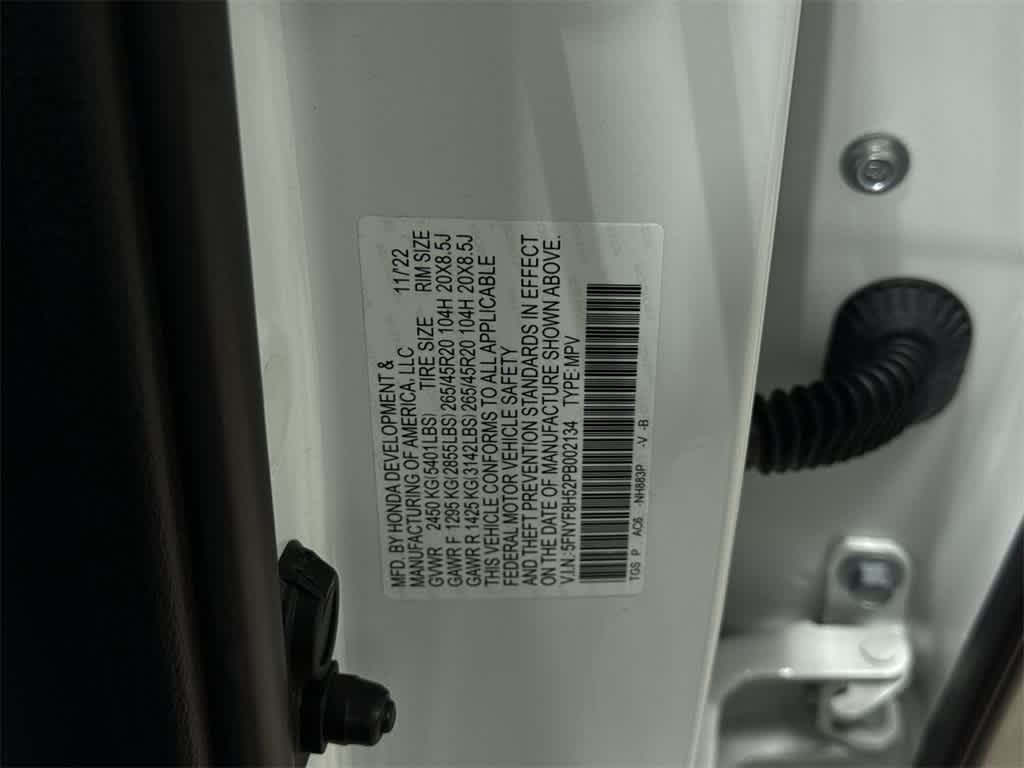 MFD. BY HONDA DEVELOPMENT &
MANUFACTURING OF AMERICA, LLC 11/'22
GVWR 2450 KG(5401LBS) TIRE SIZE RIM SIZE
GAWR F 1295 KG(2855LBS) 265/45R20 104H 20X8.5J
GAWR R 1425 KG(3142LBS) 265/45R20 104H 20X8.5J
THIS VEHICLE CONFORMS TO ALL APPLICABLE
FEDERAL MOTOR VEHICLE SAFETY
AND THEFT PREVENTION STANDARDS IN EFFECT
ON THE DATE OF MANUFACTURE SHOWN ABOVE.
V.I.N.: 5FNYF8H52PB002134 TYPE: MPV
TGS P AC6 -NH883P -V -B